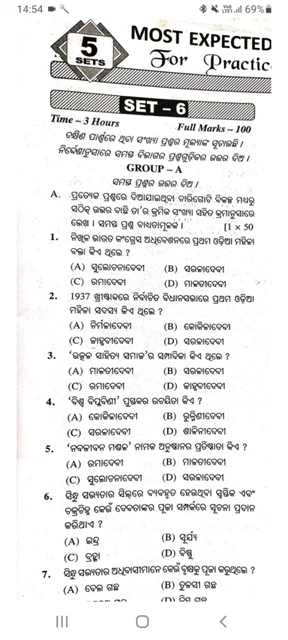 14:54
69%
5
SETS
MOST EXPECTED
For Practic
SET – 6
Time – 3 Hours
Full Marks – 100
ଦକ୍ଷିଣ ପାର୍ଶ୍ୱରେ ଥିବା ସଂଖ୍ୟା ପ୍ରଶ୍ନର ମୂଲ୍ୟାଙ୍କ ସୂଚାଉଛି ।
ନିର୍ଦ୍ଦେଶାନୁସାରେ ସମସ୍ତ ବିଭାଗର ପ୍ରଶ୍ନଗୁଡ଼ିକର ଉତ୍ତର ଦିଅ ।
GROUP – A
ସମସ୍ତ ପ୍ରଶ୍ନର ଉତ୍ତର ଦିଅ ।
A. ପ୍ରତ୍ୟେକ ପ୍ରଶ୍ନରେ ଦିଆଯାଇଥିବା ଚାରିଗୋଟି ବିକଳ୍ପ ମଧ୍ୟରୁ
ସଠିକ୍ ଉତ୍ତର ବାଛି ତା'ର କ୍ରମିକ ସଂଖ୍ୟା ସହିତ କ୍ରମାନୁସାରେ
ଲେଖ । ସମସ୍ତ ପ୍ରଶ୍ନ ବାଧ୍ୟତାମୂଳକ । [1 × 50
1. ନିଖିଳ ଭାରତ କଂଗ୍ରେସ ଅଧିବେଶନରେ ପ୍ରଥମ ଓଡ଼ିଆ ମହିଳା
ବକ୍ତା କିଏ ଥିଲେ ?
(A) ସୁଲୋଚନାଦେବୀ (B) ସରଳାଦେବୀ
(C) ରମାଦେବୀ (D) ମାଳତୀଦେବୀ
2. 1937 ଖ୍ରୀଷ୍ଟାବ୍ଦରେ ନିର୍ବାଚିତ ବିଧାନସଭାରେ ପ୍ରଥମ ଓଡ଼ିଆ
ମହିଳା ସଦସ୍ୟ କିଏ ଥିଲେ ?
(A) ନିର୍ମଳାଦେବୀ (B) କୋକିଳାଦେବୀ
(C) ଜାହ୍ନବୀଦେବୀ (D) ସରଳାଦେବୀ
3. 'ଉତ୍କଳ ସାହିତ୍ୟ ସମାଜ'ର ସମ୍ପାଦିକା କିଏ ଥିଲେ ?
(A) ମାଳତୀଦେବୀ (B) ସରଳାଦେବୀ
(C) ରମାଦେବୀ (D) ଜାହ୍ନବୀଦେବୀ
4. 'ବିଶ୍ୱ ବିପ୍ଳବିଣୀ' ପୁସ୍ତକର ରଚୟିତା କିଏ ?
(A) କୋକିଳାଦେବୀ (B)
(C) ସରଳାଦେବୀ (D)
5. 'ନବଜୀବନ ମଣ୍ଡଳ' ନାମକ ଅନୁଷ୍ଠାନର ପ୍ରତିଷ୍ଠାତା କିଏ ?
(A) ରମାଦେବୀ (B) ମାଳତୀଦେବୀ
(C) ସୁଲୋଚନାଦେବୀ (D) ସରଳାଦେବୀ
6. ସିନ୍ଧୁ ସଭ୍ୟତାର ସିଲ୍‌ରେ ବ୍ୟବହୃତ ହେଉଥିବା ସ୍ୱସ୍ତିକ ଏବଂ
ଚକ୍ରଚିହ୍ନ କେଉଁ ଦେବତାଙ୍କର ପୂଜା ସମ୍ପର୍କରେ ସୂଚନା ପ୍ରଦାନ
କରିଥାଏ ?
(A) ଇନ୍ଦ୍ର (B) ସୂର୍ଯ୍ୟ
(C) ବ୍ରହ୍ମା (D) ବିଷ୍ଣୁ
7. ସିନ୍ଧୁ ସଭ୍ୟତାର ଅଧିବାସୀମାନେ କେଉଁ ବୃକ୍ଷକୁ ପୂଜା କରୁଥିଲେ ?
(A) ବେଲ ଗଛ (B) ତୁଳସୀ ଗଛ